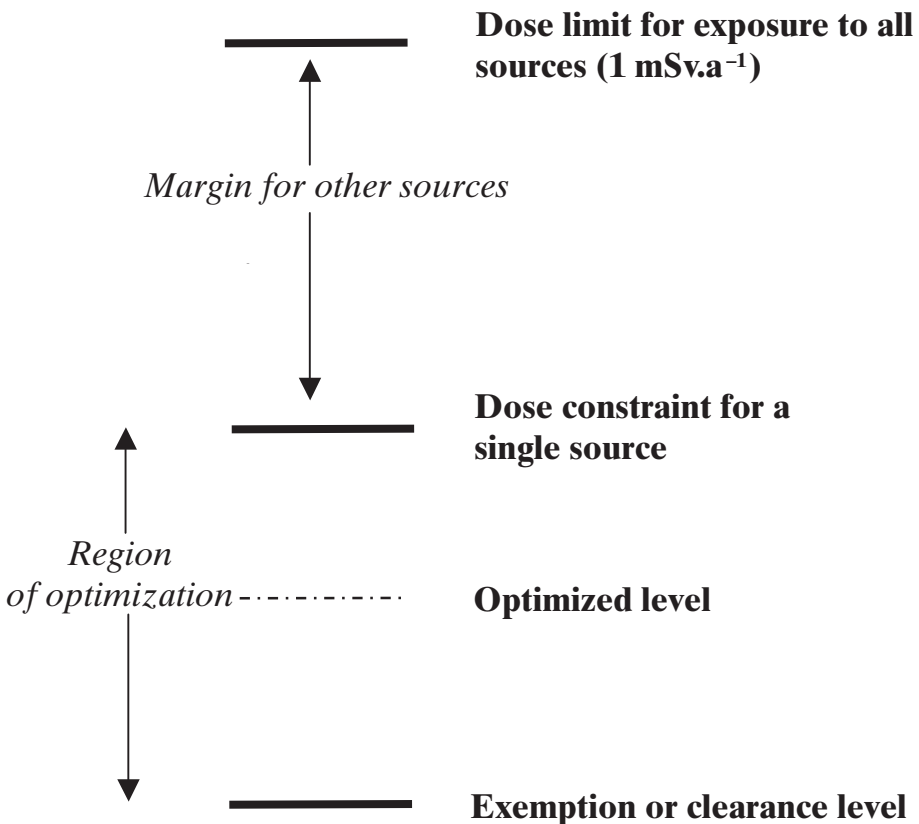 Dose limit for exposure to all
sources (1 mSv.a⁻¹)
Margin for other sources
Dose constraint for a
single source
Region
of optimization
Optimized level
Exemption or clearance level